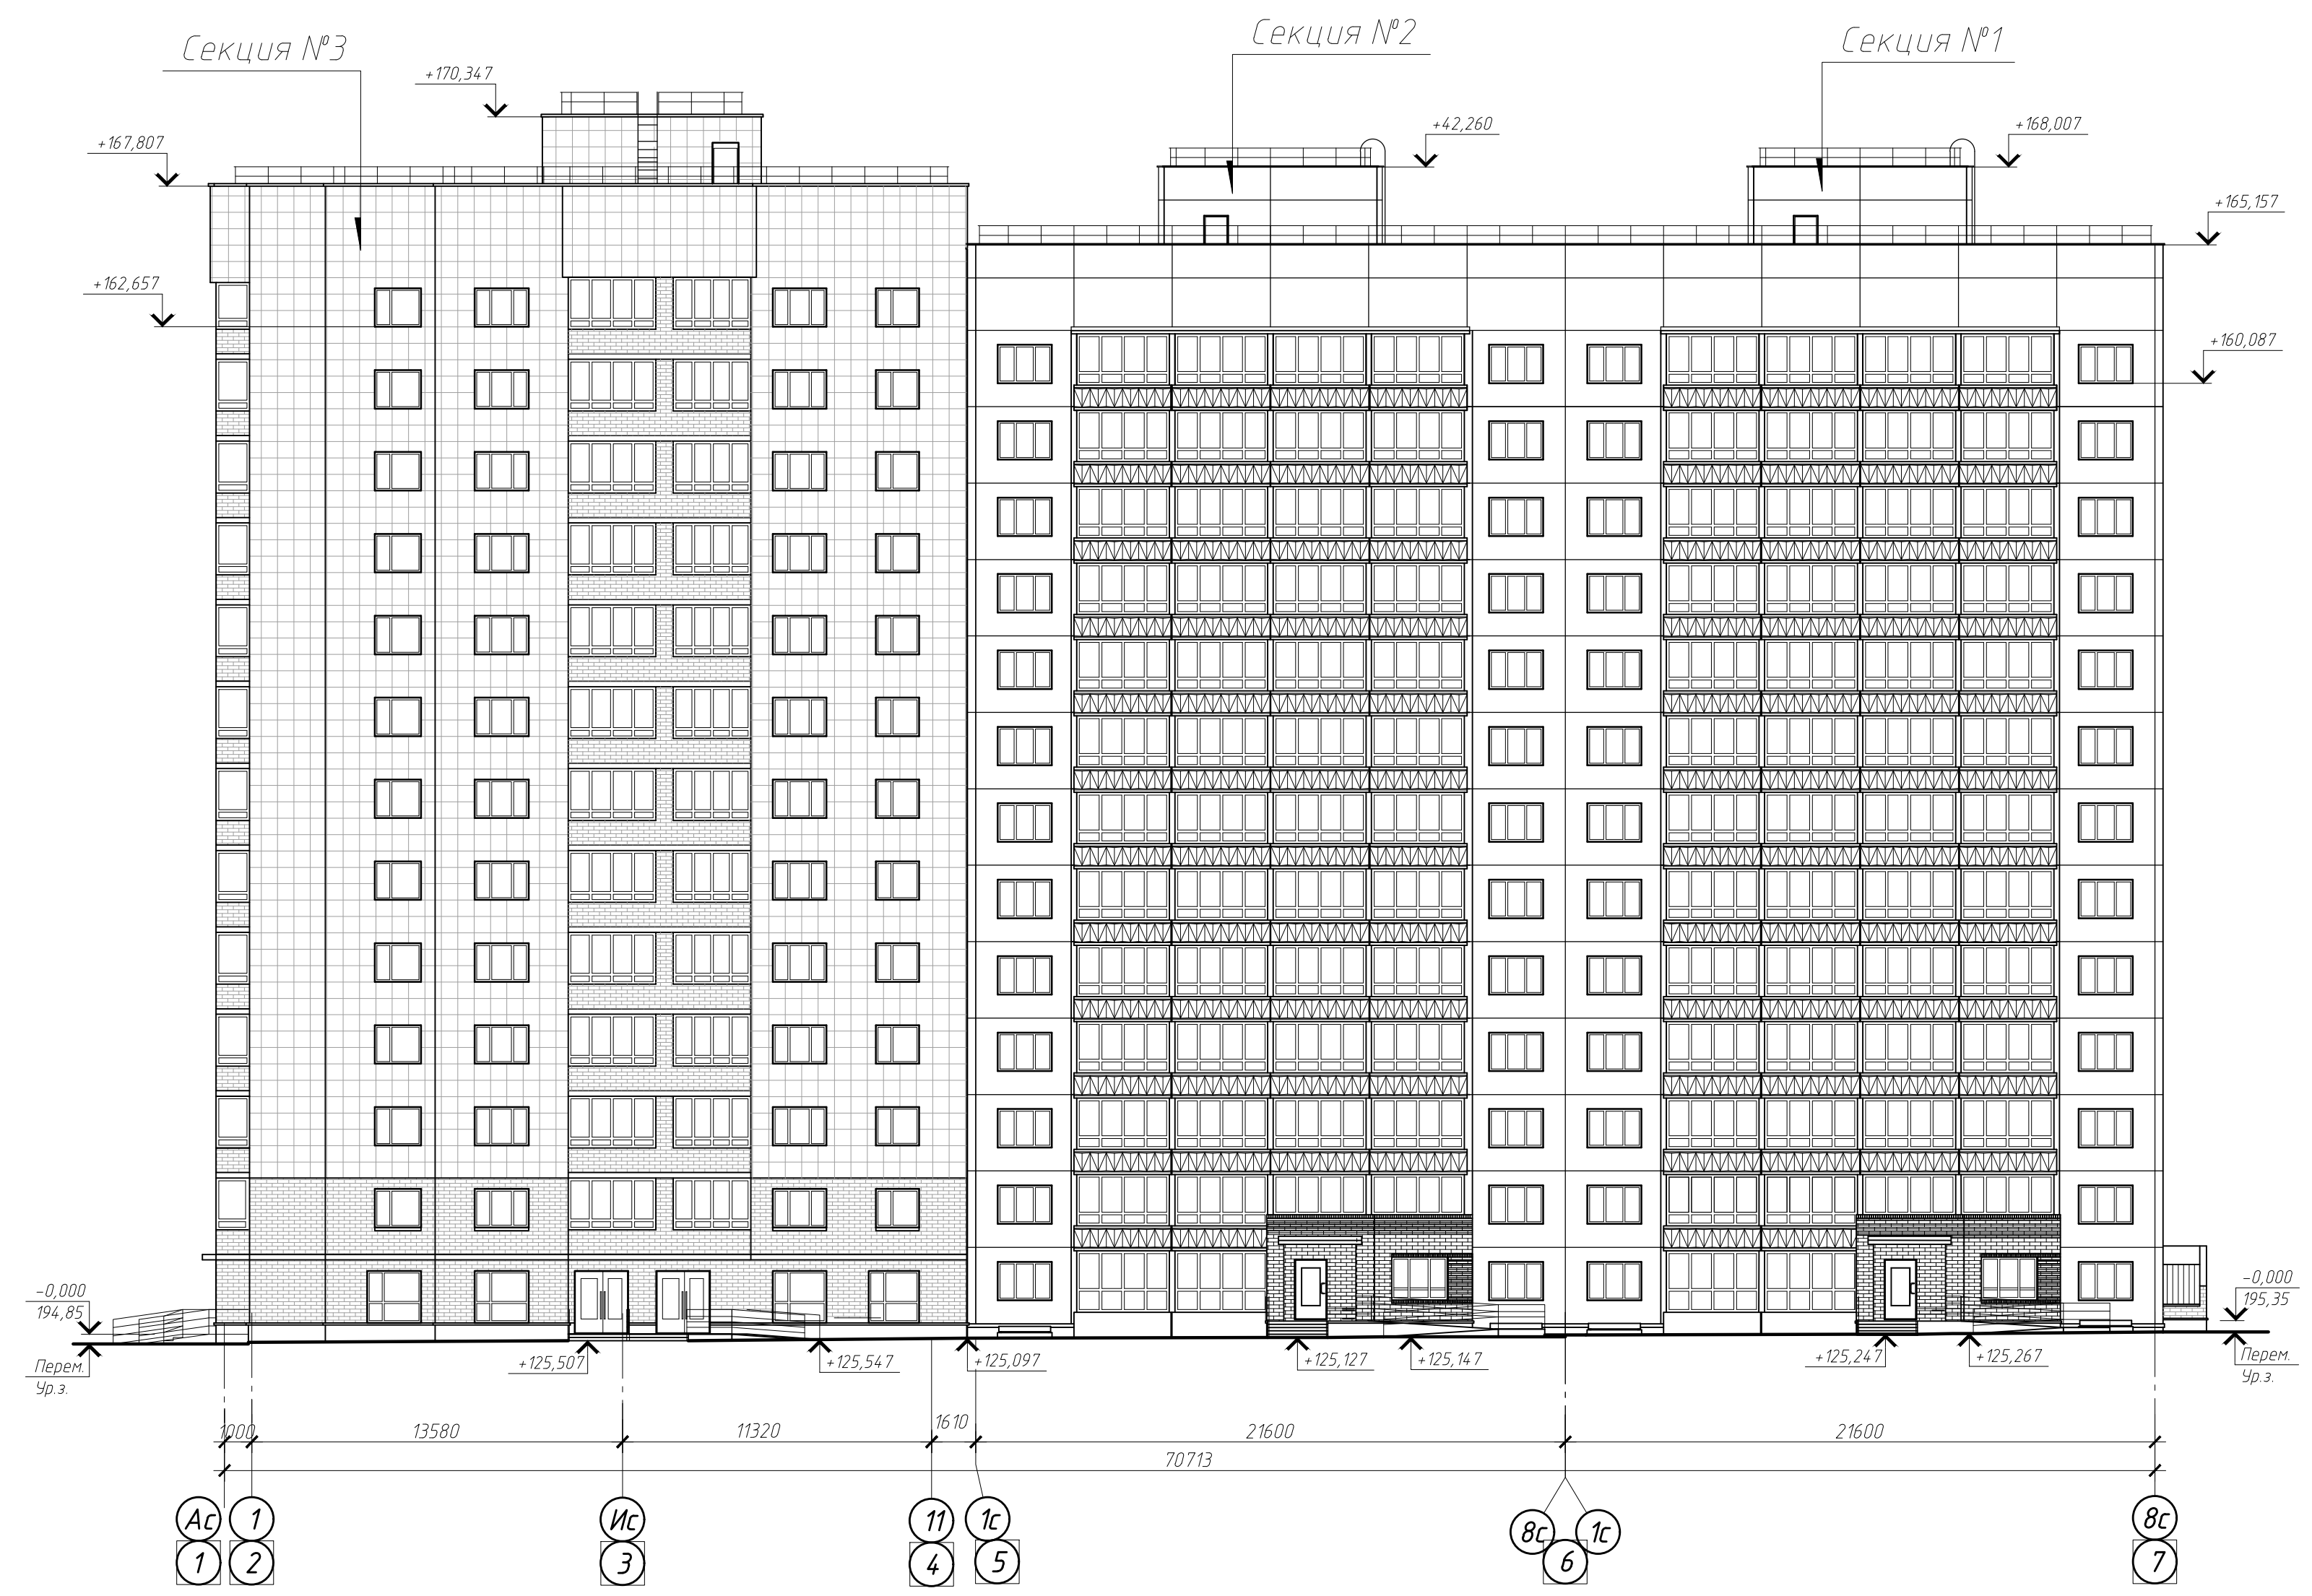 Секция №3
Секция №2
Секция №1
+170,347
+167,807
+42,260
+168,007
+165,157
+162,657
+160,087
-0,000
194,85
Перем.
Ур.з.
-0,000
195,35
Перем.
Ур.з.
+125,507
+125,547
+125,097
+125,127
+125,147
+125,247
+125,267
1000
13580
11320
1610
21600
21600
70713
Ас
1
Ис
11
1с
8с
1с
8с
1
2
3
4
5
6
7